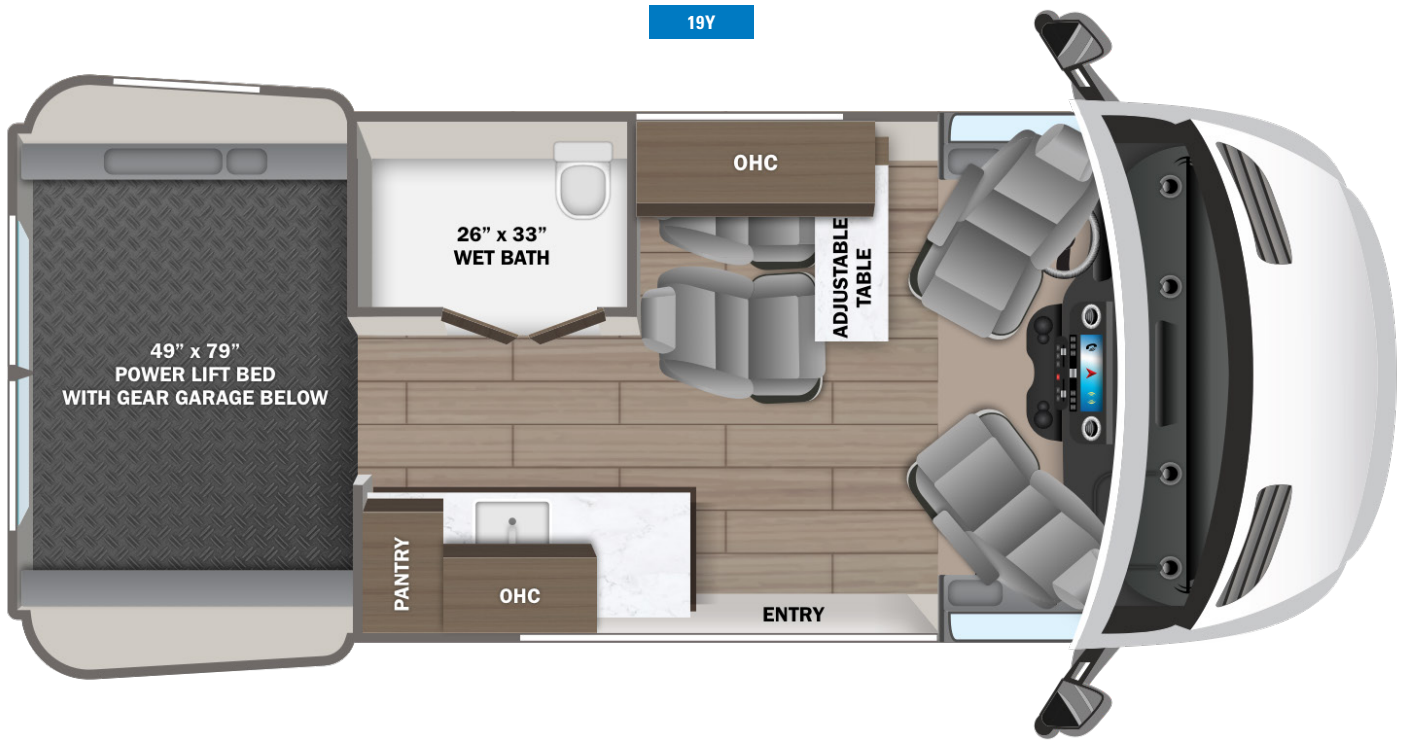 19Y
OHC
26” x 33”
WET BATH
ADJUSTABLE
TABLE
49” x 79”
POWER LIFT BED
WITH GEAR GARAGE BELOW
PANTRY
OHC
ENTRY